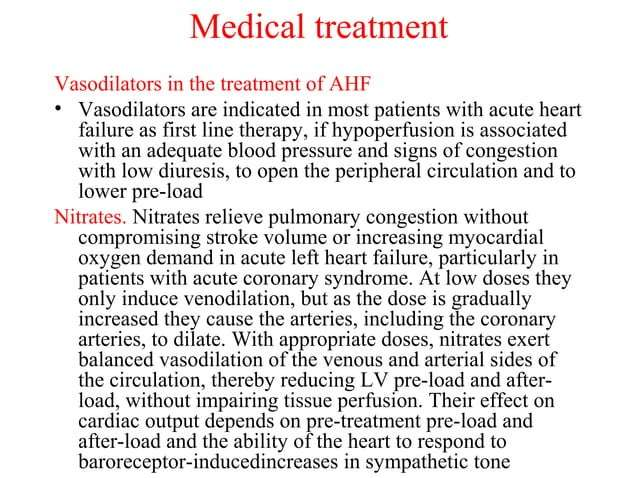 Medical treatment
Vasodilators in the treatment of AHF
• Vasodilators are indicated in most patients with acute heart
failure as first line therapy, if hypoperfusion is associated
with an adequate blood pressure and signs of congestion
with low diuresis, to open the peripheral circulation and to
lower pre-load
Nitrates. Nitrates relieve pulmonary congestion without
compromising stroke volume or increasing myocardial
oxygen demand in acute left heart failure, particularly in
patients with acute coronary syndrome. At low doses they
only induce venodilation, but as the dose is gradually
increased they cause the arteries, including the coronary
arteries, to dilate. With appropriate doses, nitrates exert
balanced vasodilation of the venous and arterial sides of
the circulation, thereby reducing LV pre-load and after-
load, without impairing tissue perfusion. Their effect on
cardiac output depends on pre-treatment pre-load and
after-load and the ability of the heart to respond to
baroreceptor-inducedincreases in sympathetic tone